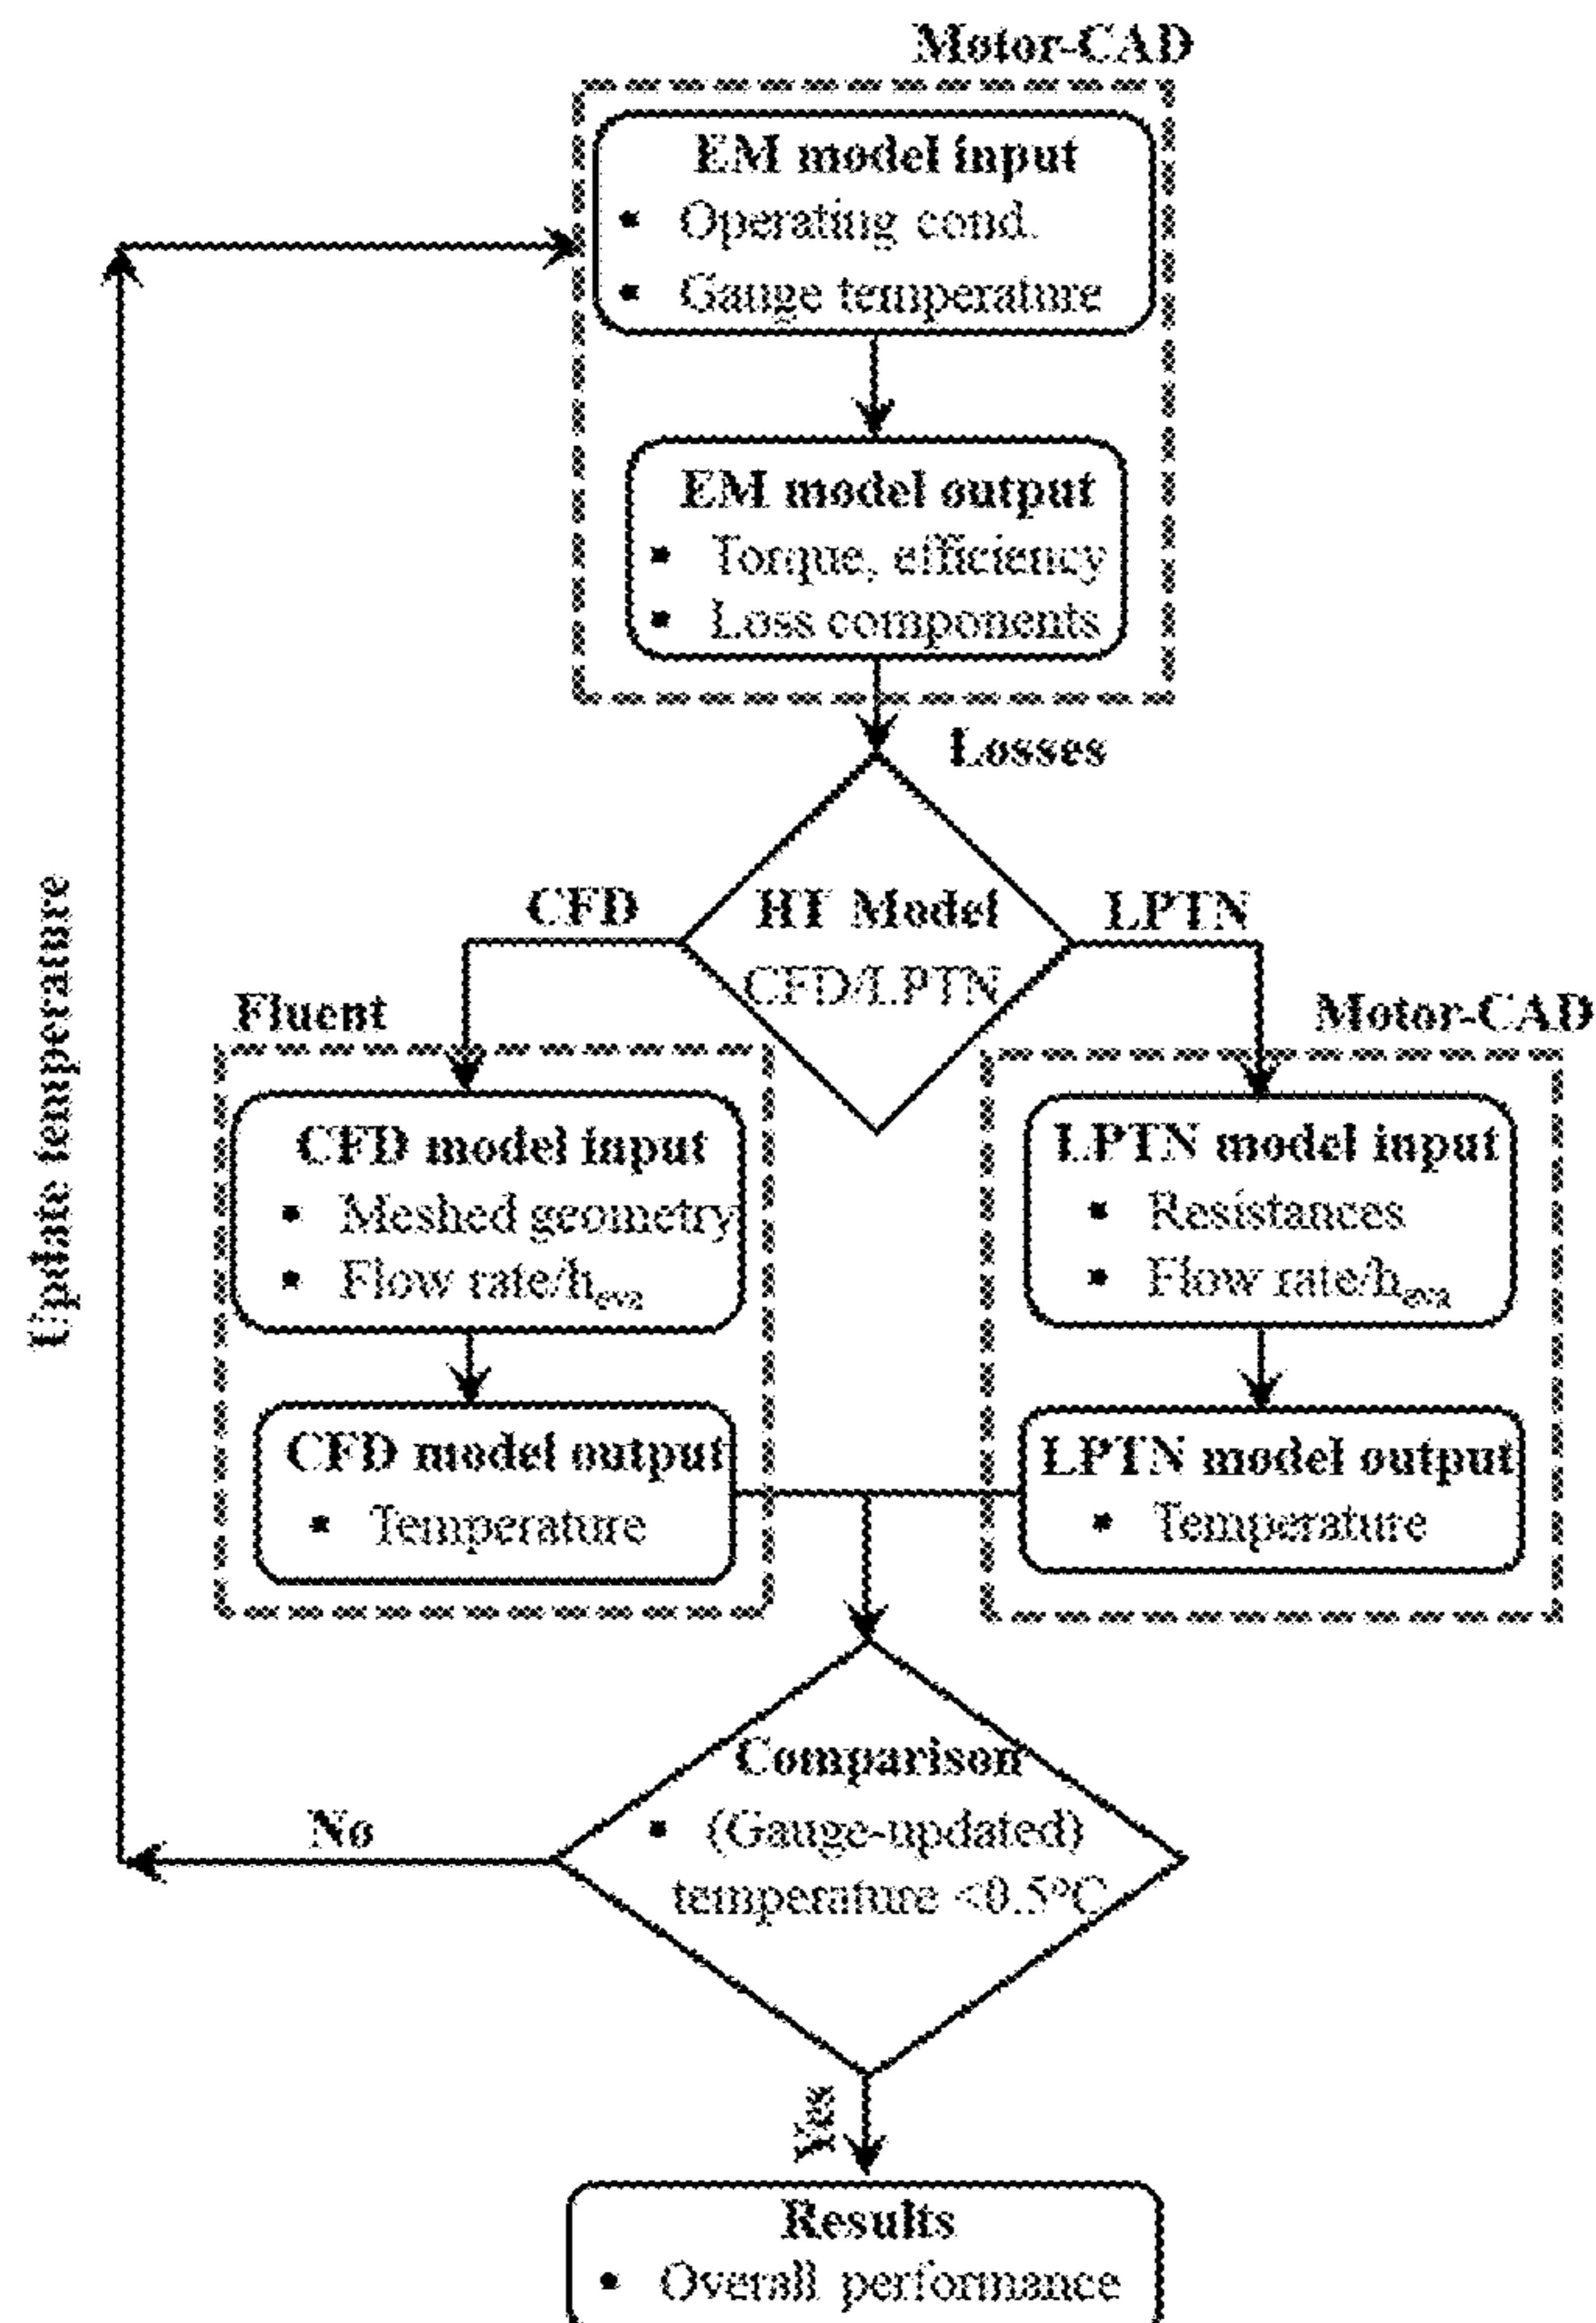 Motor-CAD
EM model input
▪ Operating cond.
▪ Gauge temperature
EM model output
▪ Torque, efficiency
▪ Loss components
Losses
CFD
HT Model
CFD/LPTN
LPTN
Fluent
Motor-CAD
CFD model input
▪ Meshed geometry
▪ Flow rate/h
LPTN model input
▪ Resistances
▪ Flow rate/h
CFD model output
▪ Temperature
LPTN model output
▪ Temperature
Update temperature
Comparison
▪ (Gauge-updated)
temperature <0.5°C
No
Yes
Results
• Overall performance